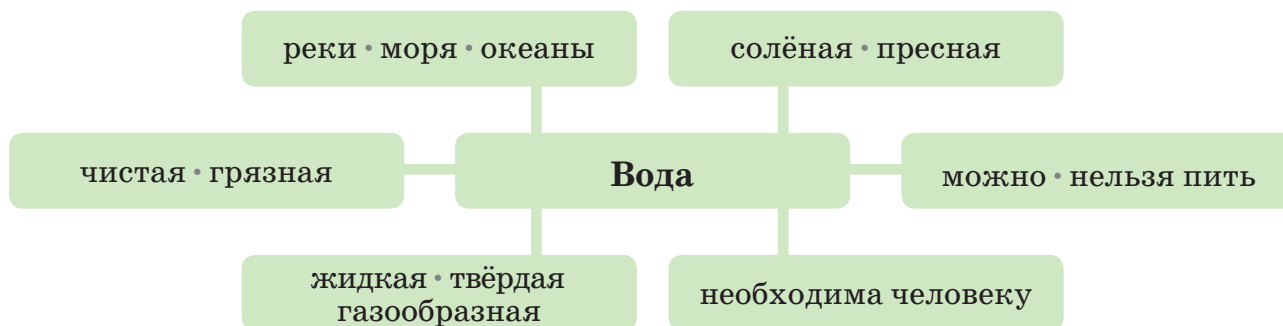 реки • моря • океаны
солёная • пресная
чистая • грязная
Вода
можно • нельзя пить
жидкая • твёрдая
газообразная
необходима человеку